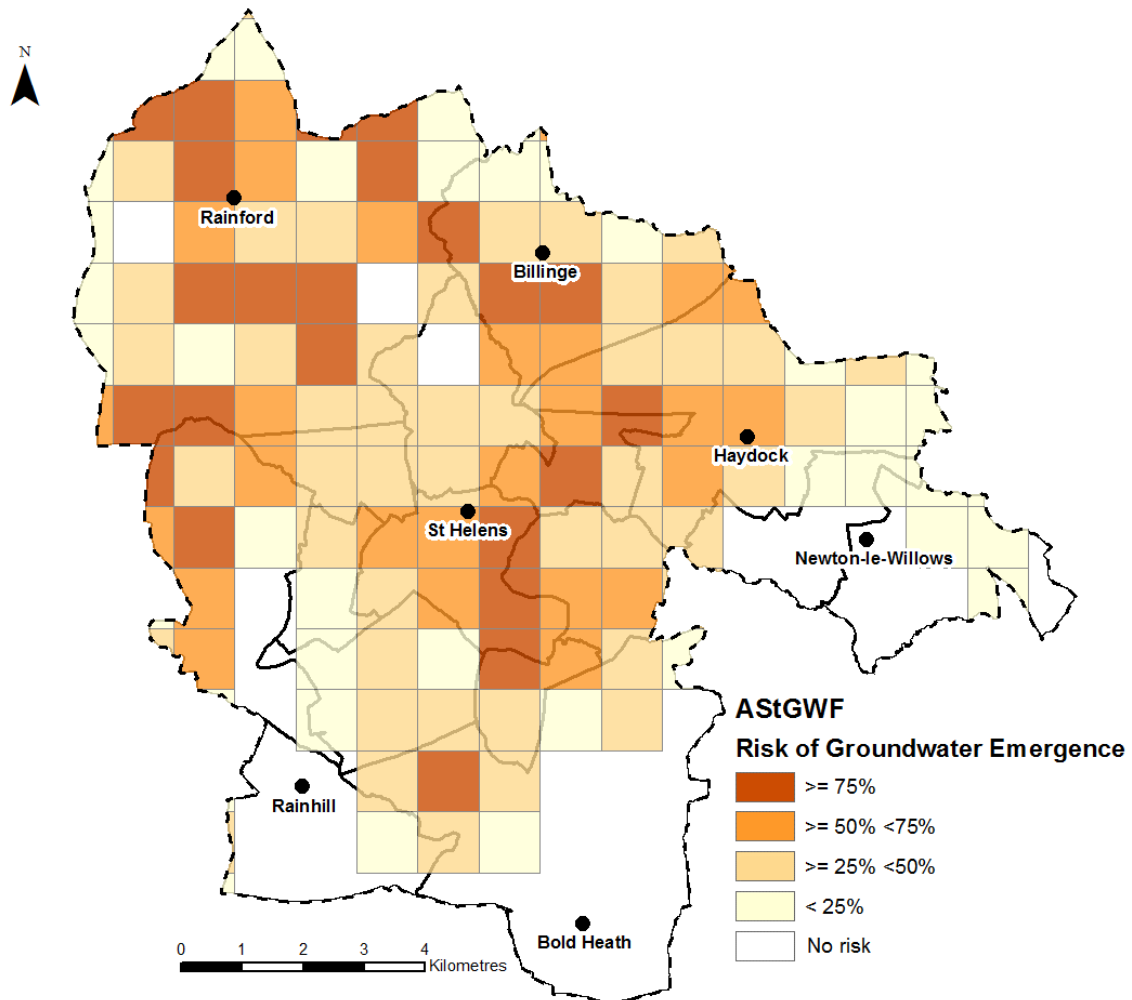 N
Rainford
Billinge
Haydock
St Helens
Newton-le-Willows
Rainhill
Bold Heath
AStGWF
Risk of Groundwater Emergence
>= 75%
>= 50% <75%
>= 25% <50%
< 25%
No risk
0 1 2 3 4
Kilometres